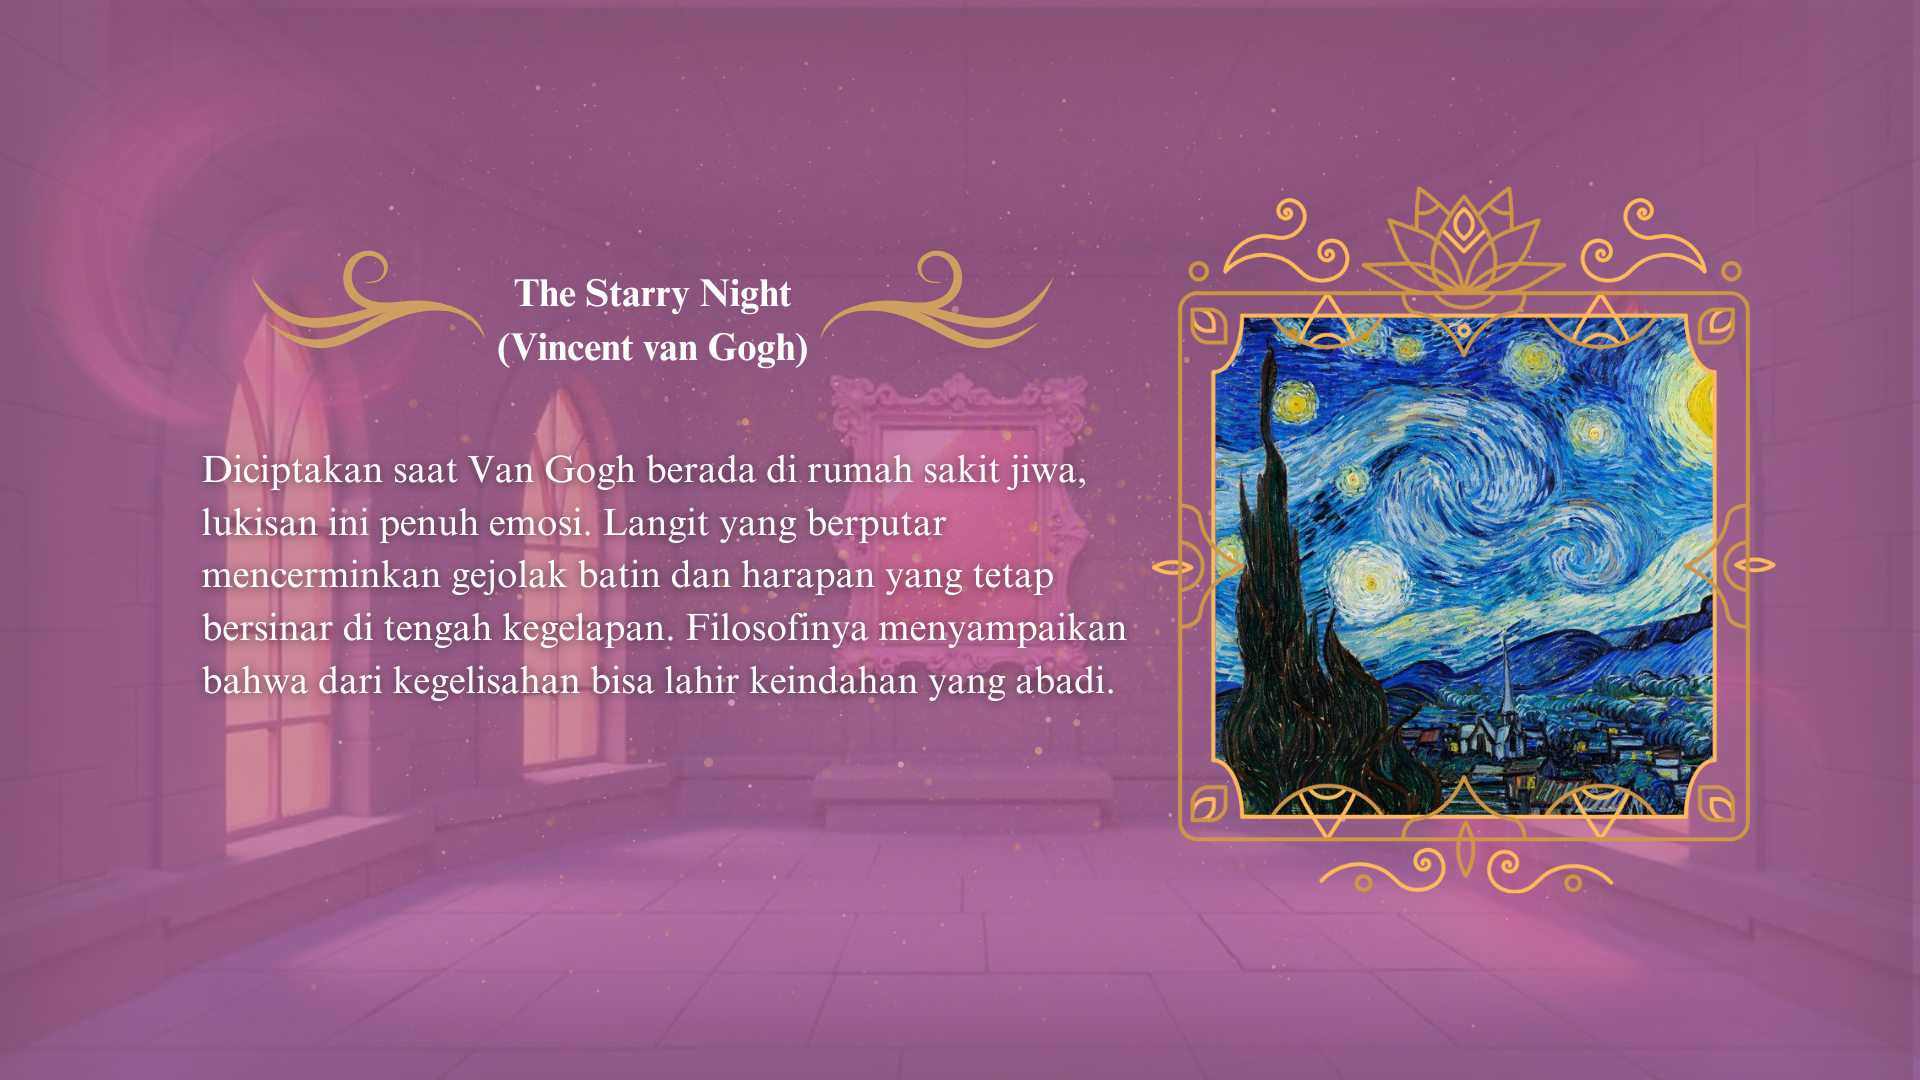 The Starry Night
(Vincent van Gogh)
Diciptakan saat Van Gogh berada di rumah sakit jiwa,
lukisan ini penuh emosi. Langit yang berputar
mencerminkan gejolak batin dan harapan yang tetap
bersinar di tengah kegelapan. Filosofinya menyampaikan
bahwa dari kegelisahan bisa lahir keindahan yang abadi.